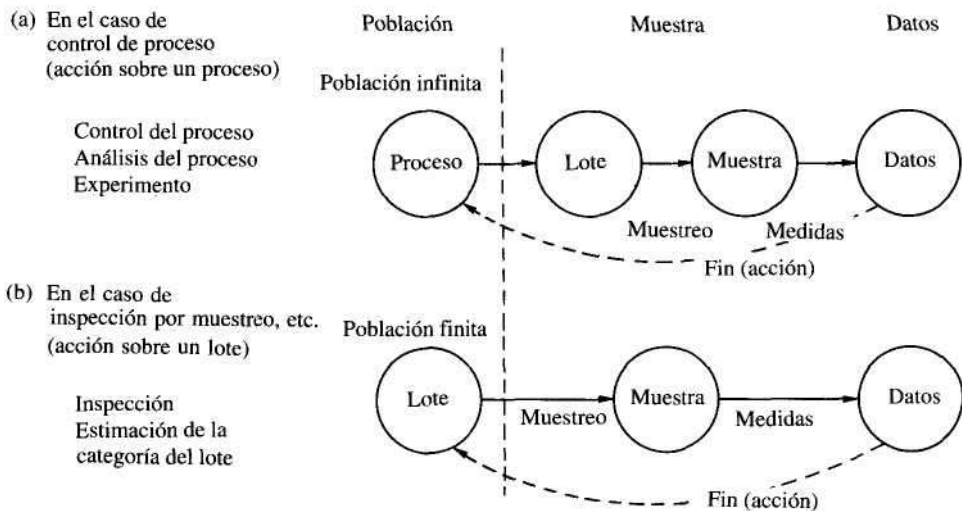 (a) En el caso de
control de proceso
(acción sobre un proceso)
Población
Muestra
Datos
Población infinita
Control del proceso
Análisis del proceso
Experimento
Proceso
Lote
Muestra
Datos
Muestreo
Medidas
Fin (acción)
(b) En el caso de
inspección por muestreo, etc.
(acción sobre un lote)
Población finita
Inspección
Estimación de la
categoría del lote
Lote
Muestreo
Muestra
Medidas
Datos
Fin (acción)